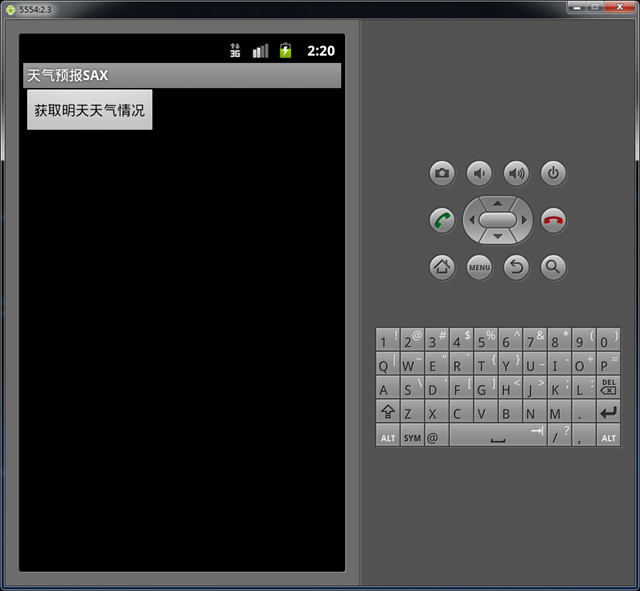 5554:2.3
3G 2:20
天气预报SAX
获取明天天气情况
MENU
1 ! 2 @ 3 # 4 $ 5 % 6 ^ 7 & 8 * 9 ( 0 )
Q | W ~ E " R ` T { Y } U _ I - O + P =
A S \ D ' F [ G ] H < J > K ; L : DEL
Z X C V B N M .
ALT SYM @ / ? , ALT